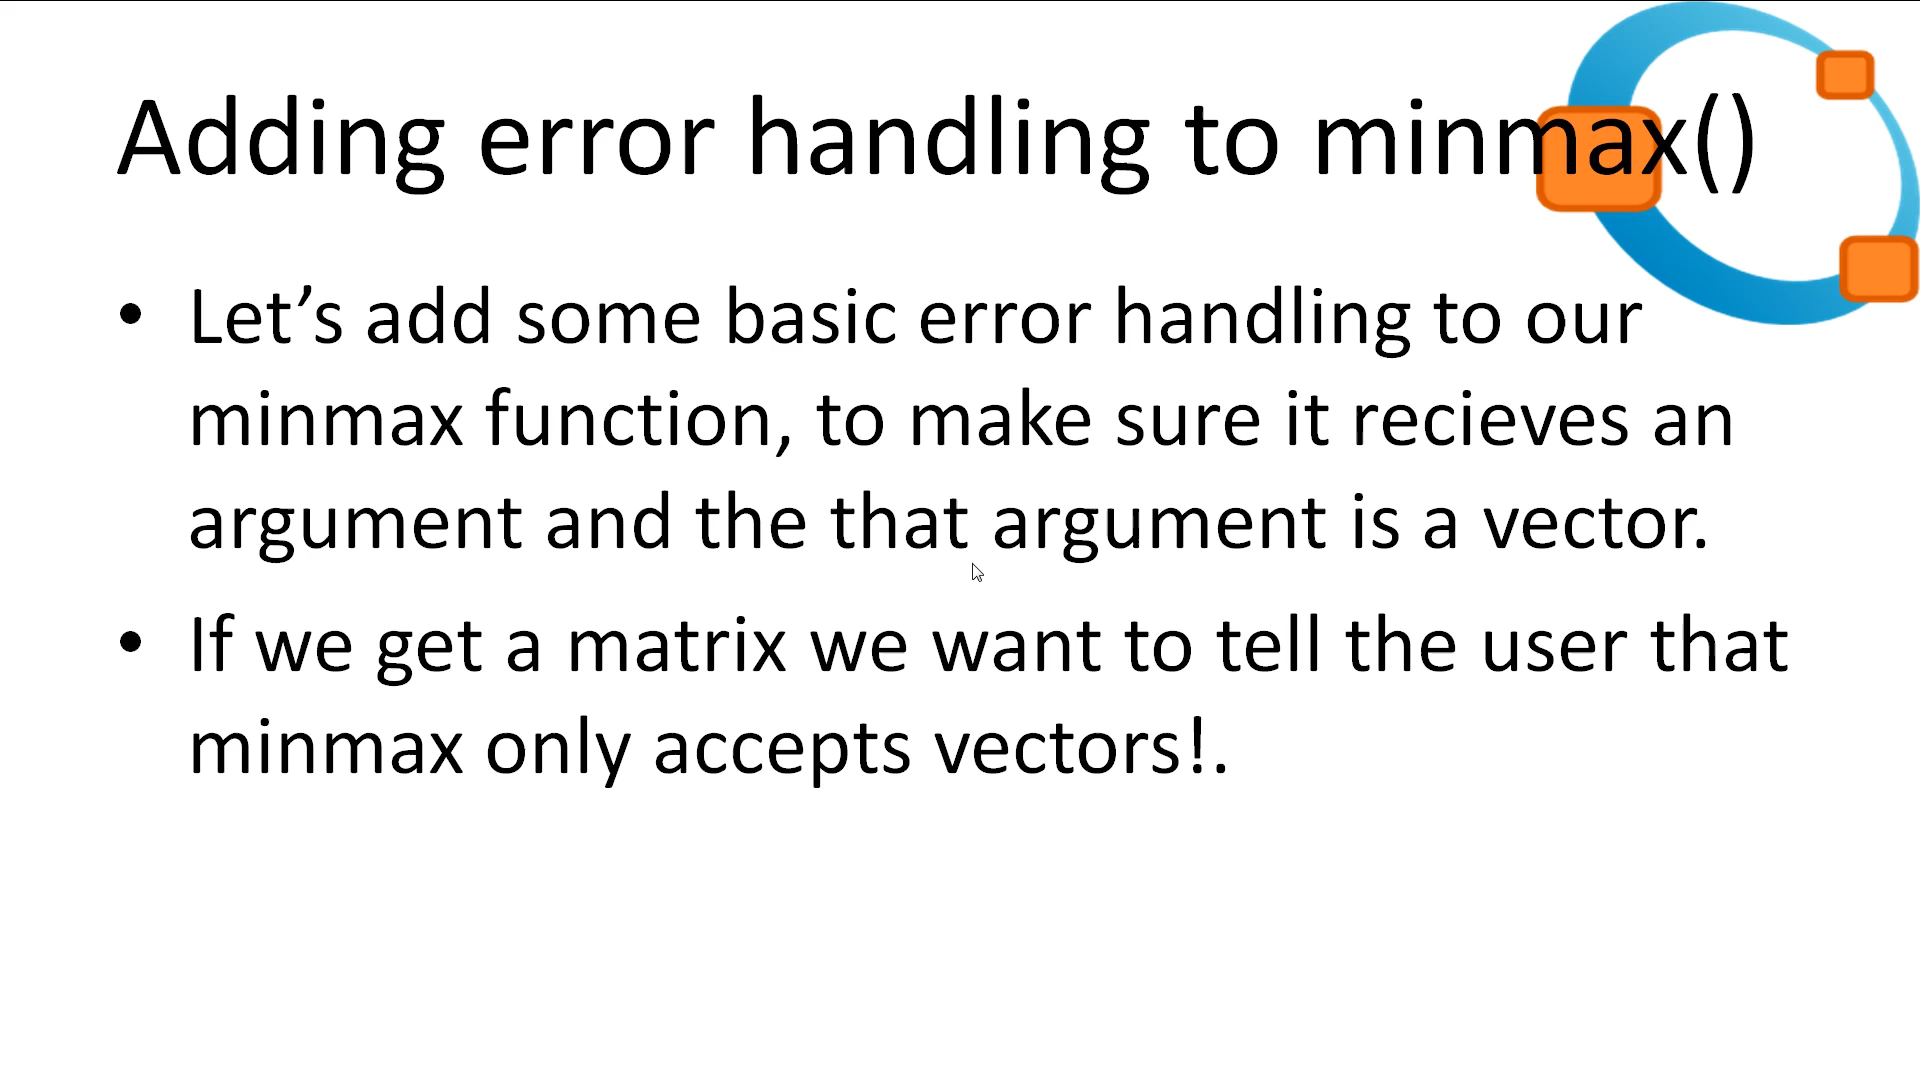 Adding error handling to minmax()
• Let’s add some basic error handling to our
minmax function, to make sure it recieves an
argument and the that argument is a vector.
• If we get a matrix we want to tell the user that
minmax only accepts vectors!.